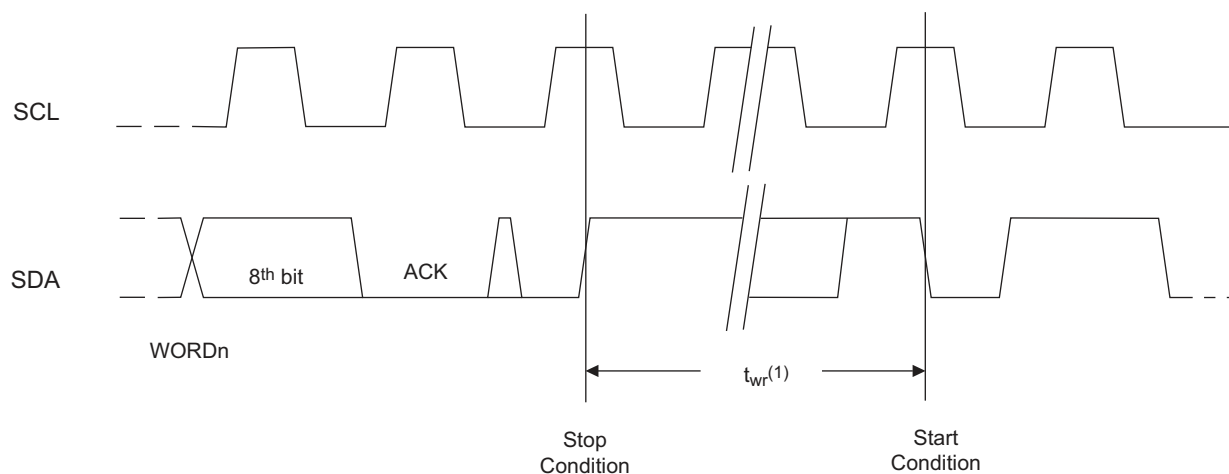 SCL
SDA
8th bit
ACK
WORDn
twr(1)
Stop
Condition
Start
Condition